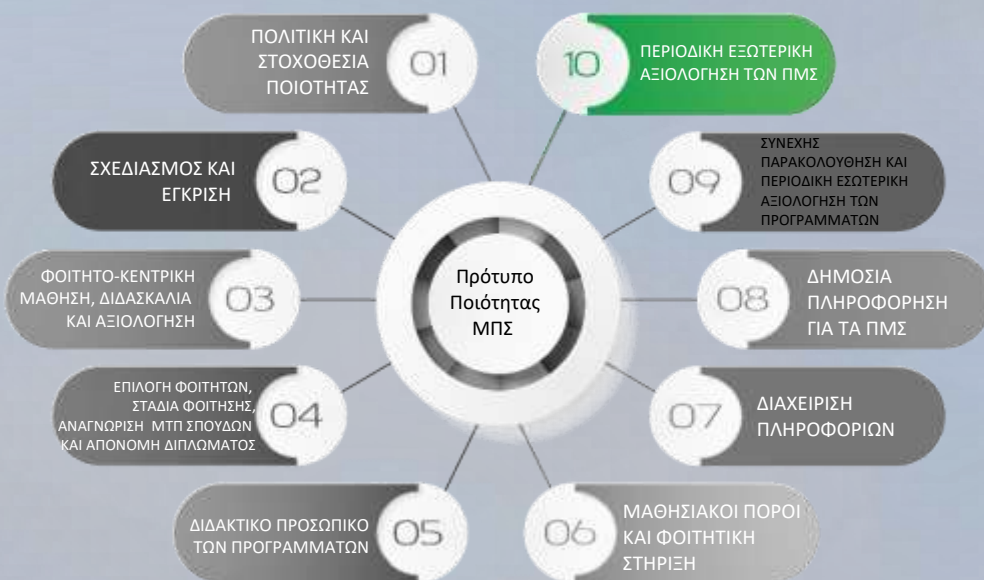 01
ΠΟΛΙΤΙΚΗ ΚΑΙ
ΣΤΟΧΟΘΕΣΙΑ
ΠΟΙΟΤΗΤΑΣ
02
ΣΧΕΔΙΑΣΜΟΣ ΚΑΙ
ΕΓΚΡΙΣΗ
03
ΦΟΙΤΗΤΟ-ΚΕΝΤΡΙΚΗ
ΜΑΘΗΣΗ, ΔΙΔΑΣΚΑΛΙΑ
ΚΑΙ ΑΞΙΟΛΟΓΗΣΗ
04
ΕΠΙΛΟΓΗ ΦΟΙΤΗΤΩΝ,
ΣΤΑΔΙΑ ΦΟΙΤΗΣΗΣ,
ΑΝΑΓΝΩΡΙΣΗ ΜΤΠ ΣΠΟΥΔΩΝ
ΚΑΙ ΑΠΟΝΟΜΗ ΔΙΠΛΩΜΑΤΟΣ
05
ΔΙΔΑΚΤΙΚΟ ΠΡΟΣΩΠΙΚΟ
ΤΩΝ ΠΡΟΓΡΑΜΜΑΤΩΝ
Πρότυπο
Ποιότητας
ΜΠΣ
10
ΠΕΡΙΟΔΙΚΗ ΕΞΩΤΕΡΙΚΗ
ΑΞΙΟΛΟΓΗΣΗ ΤΩΝ ΠΜΣ
09
ΣΥΝΕΧΗΣ
ΠΑΡΑΚΟΛΟΥΘΗΣΗ ΚΑΙ
ΠΕΡΙΟΔΙΚΗ ΕΣΩΤΕΡΙΚΗ
ΑΞΙΟΛΟΓΗΣΗ ΤΩΝ
ΠΡΟΓΡΑΜΜΑΤΩΝ
08
ΔΗΜΟΣΙΑ
ΠΛΗΡΟΦΟΡΗΣΗ
ΓΙΑ ΤΑ ΠΜΣ
07
ΔΙΑΧΕΙΡΙΣΗ
ΠΛΗΡΟΦΟΡΙΩΝ
06
ΜΑΘΗΣΙΑΚΟΙ ΠΟΡΟΙ
ΚΑΙ ΦΟΙΤΗΤΙΚΗ
ΣΤΗΡΙΞΗ